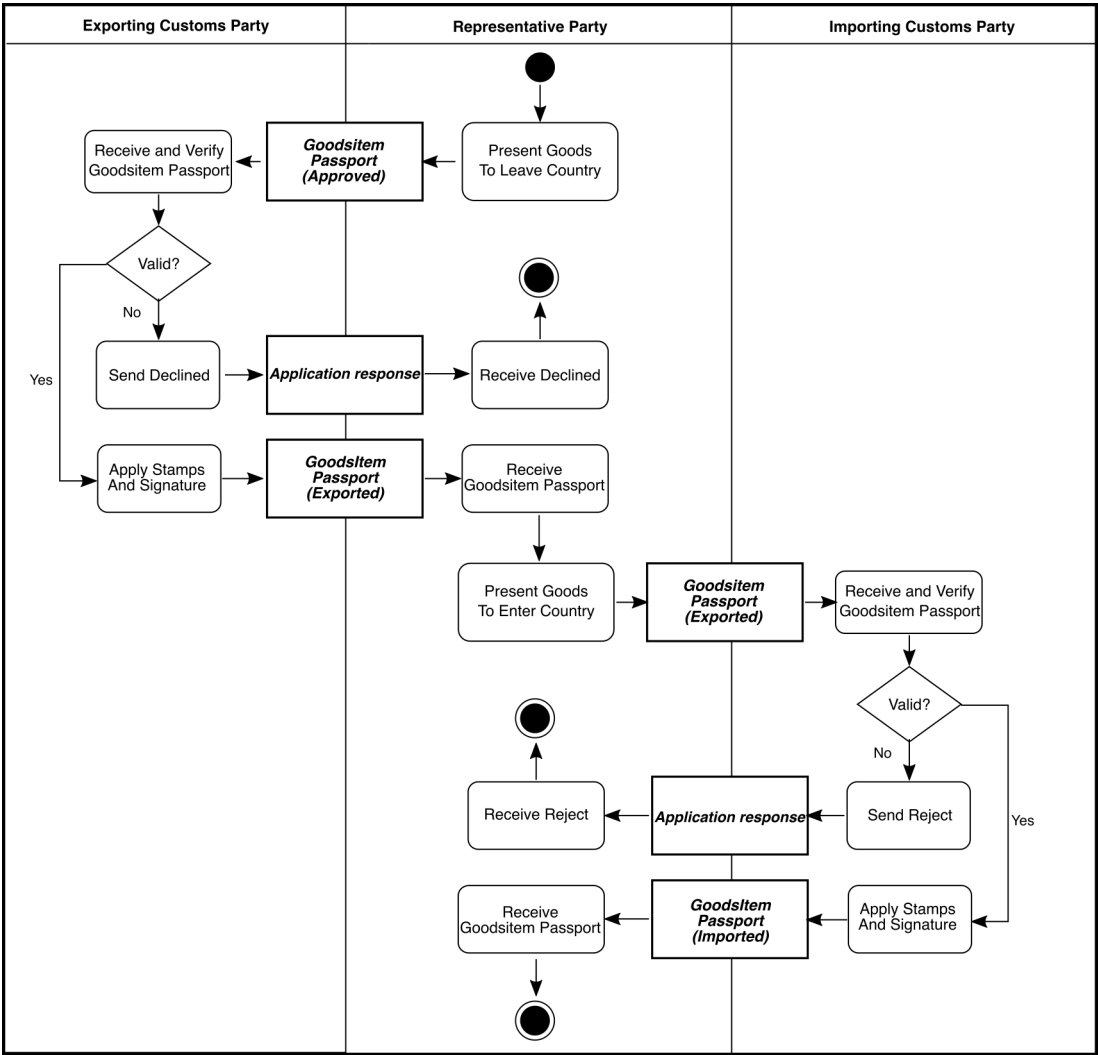 Exporting Customs Party
Representative Party
Importing Customs Party
Receive and Verify
Goodsitem Passport
Goodsitem
Passport
(Approved)
Present Goods
To Leave Country
Valid?
No
Yes
Send Declined
Application response
Receive Declined
Apply Stamps
And Signature
GoodsItem
Passport
(Exported)
Receive
Goodsitem Passport
Present Goods
To Enter Country
Goodsitem
Passport
(Exported)
Receive and Verify
Goodsitem Passport
Valid?
No
Yes
Receive Reject
Application response
Send Reject
Receive
Goodsitem Passport
GoodsItem
Passport
(Imported)
Apply Stamps
And Signature